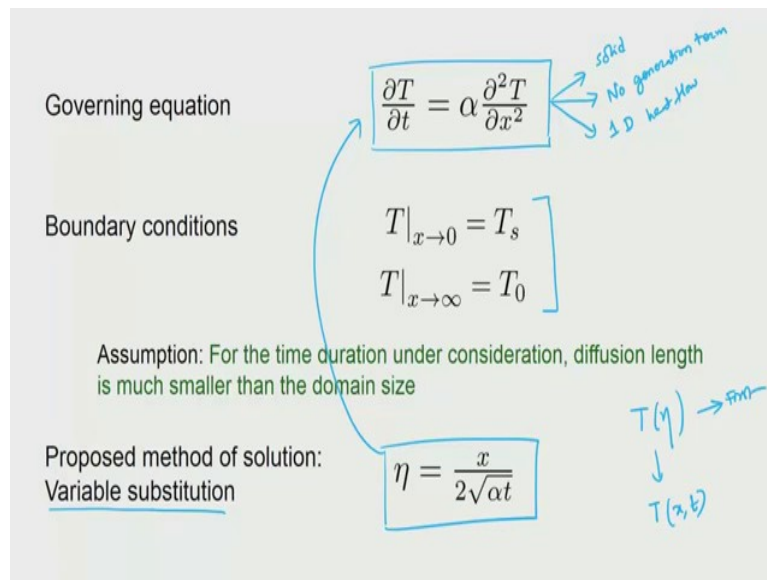 Governing equation
∂T/∂t = α ∂²T/∂x²
solid
No generation term
1D heat flow
Boundary conditions
T|x→0 = Ts
T|x→∞ = T0
Assumption: For the time duration under consideration, diffusion length
is much smaller than the domain size
T(η) →
↓
T(x,t)
Proposed method of solution:
Variable substitution
η = x / 2√αt